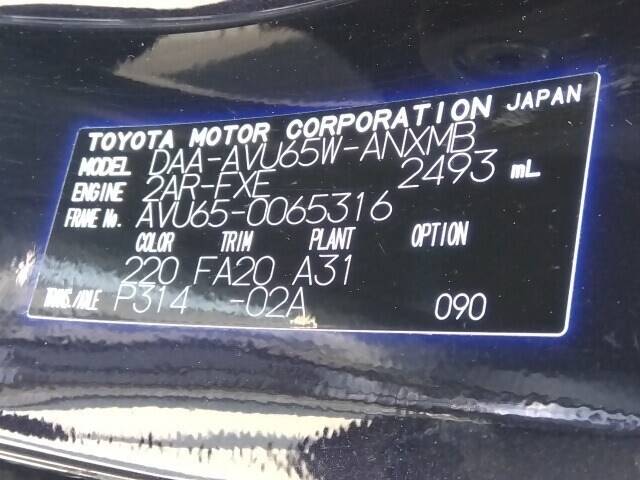 TOYOTA MOTOR CORPORATION JAPAN
MODEL DAA-AVU65W-ANXMB
ENGINE 2AR-FXE 2493 mL
FRAME No. AVU65-0065316
COLOR TRIM PLANT OPTION
220 FA20 A31
TRANS./AXLE P314 -02A 090